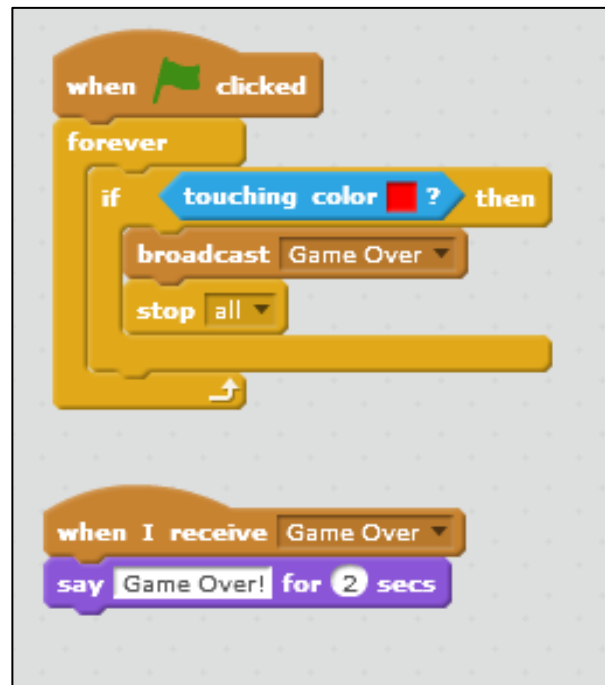 when clicked
forever
if touching color ? then
broadcast Game Over
stop all
when I receive Game Over
say Game Over! for 2 secs